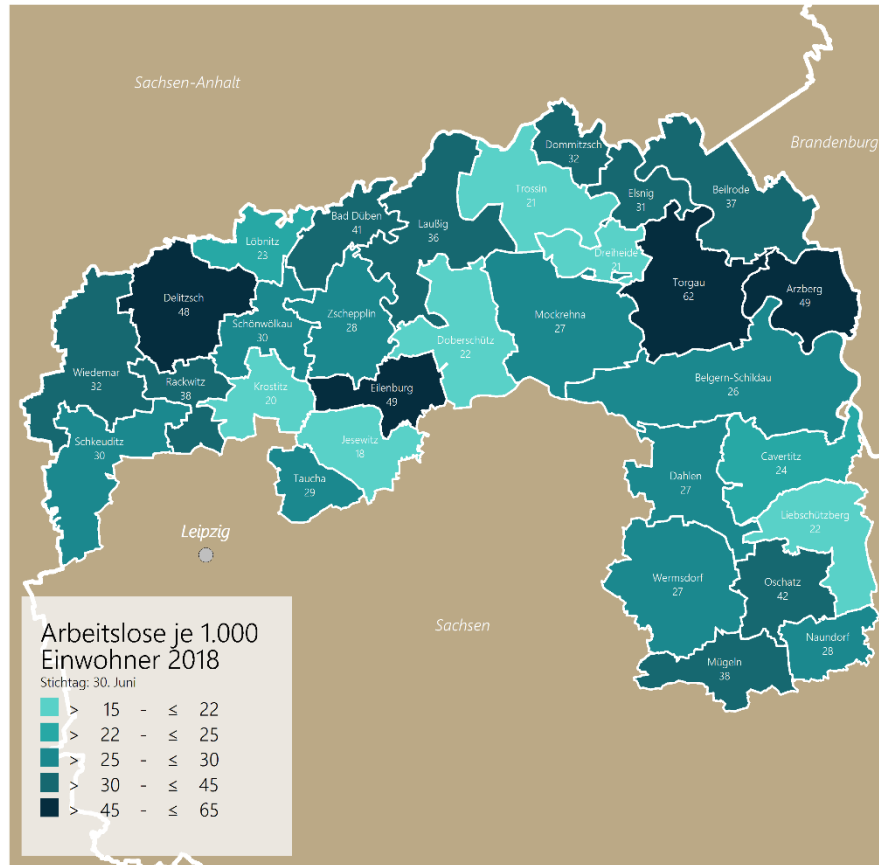 Sachsen-Anhalt
Brandenburg
Dommitzsch
32
Trossin
21
Elsnig
31
Beilrode
37
Bad Düben
41
Laußig
36
Löbnitz
23
Dreiheide
21
Delitzsch
48
Torgau
62
Arzberg
49
Zschepplin
28
Mockrehna
27
Schönwölkau
30
Doberschütz
22
Wiedemar
32
Rackwitz
38
Krostitz
20
Eilenburg
49
Belgern-Schildau
26
Schkeuditz
30
Jesewitz
18
Taucha
29
Dahlen
27
Cavertitz
24
Liebschützberg
22
Leipzig
Wermsdorf
27
Oschatz
42
Sachsen
Naundorf
28
Mügeln
38
Arbeitslose je 1.000
Einwohner 2018
Stichtag: 30. Juni
> 15 - ≤ 22
> 22 - ≤ 25
> 25 - ≤ 30
> 30 - ≤ 45
> 45 - ≤ 65